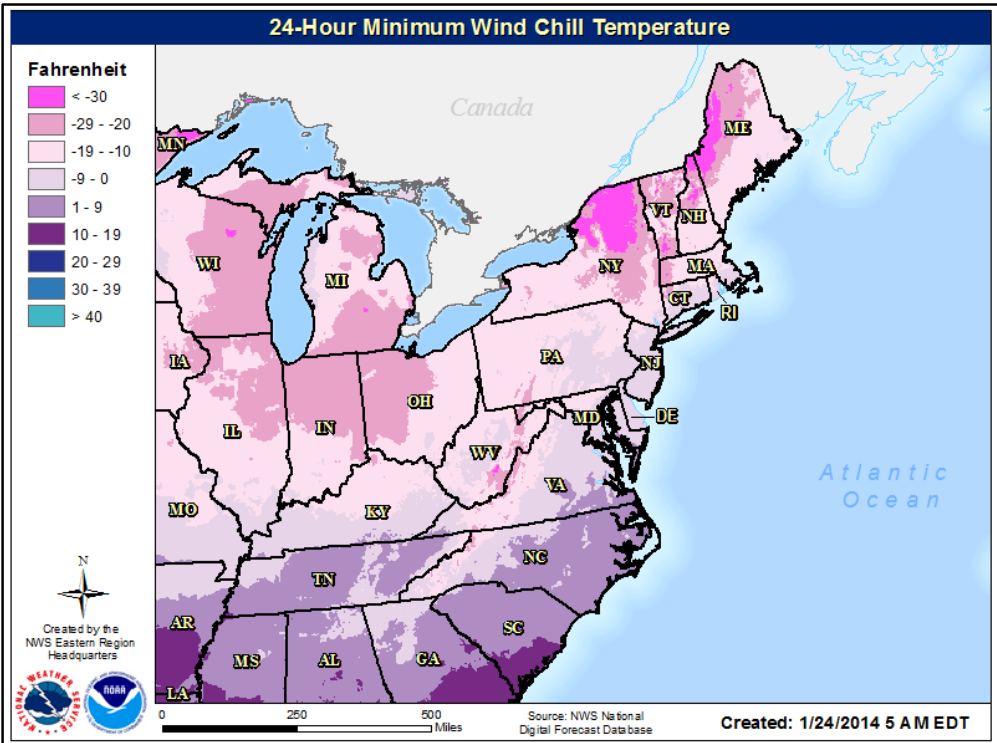 24-Hour Minimum Wind Chill Temperature
Fahrenheit
< -30
-29 - -20
-19 - -10
-9 - 0
1 - 9
10 - 19
20 - 29
30 - 39
> 40
Canada
MN
ME
WI
MI
VT
NH
NY
MA
CT
RI
IA
PA
NJ
OH
IL
IN
MD
DE
WV
VA
MO
KY
Atlantic
Ocean
NC
TN
AR
SC
MS
AL
GA
LA
N
Created by the
NWS Eastern Region
Headquarters
NATIONAL WEATHER SERVICE
NOAA
0 250 500
Miles
Source: NWS National
Digital Forecast Database
Created: 1/24/2014 5 AM EDT